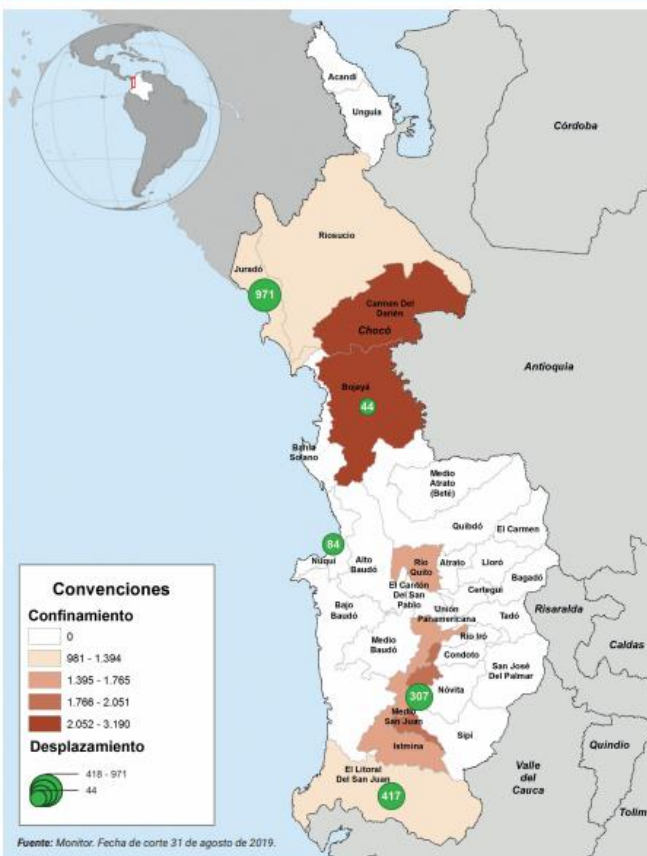 Acandí
Unguía
Córdoba
Riosucio
Juradó
971
Carmen Del
Darién
Chocó
Antioquia
Bojayá
44
Bahía
Solano
Medio
Atrato
(Beté)
Quibdó
El Carmen
84
Nuquí
Alto
Baudó
Río
Quito
Atrato
Lloró
El Cantón
Del San
Pablo
Bagadó
Certegui
Unión
Panamericana
Tadó
Risaralda
Bajo
Baudó
Medio
Baudó
Río Iró
Condoto
San José
Del Palmar
Caldas
Nóvita
307
Medio
San Juan
Istmina
Sipí
Quindio
El Litoral
Del San Juan
417
Valle
del
Cauca
Tolim
Convenciones
Confinamiento
0
981 - 1.394
1.395 - 1.765
1.766 - 2.051
2.052 - 3.190
Desplazamiento
418 - 971
44
Fuente: Monitor. Fecha de corte 31 de agosto de 2019.